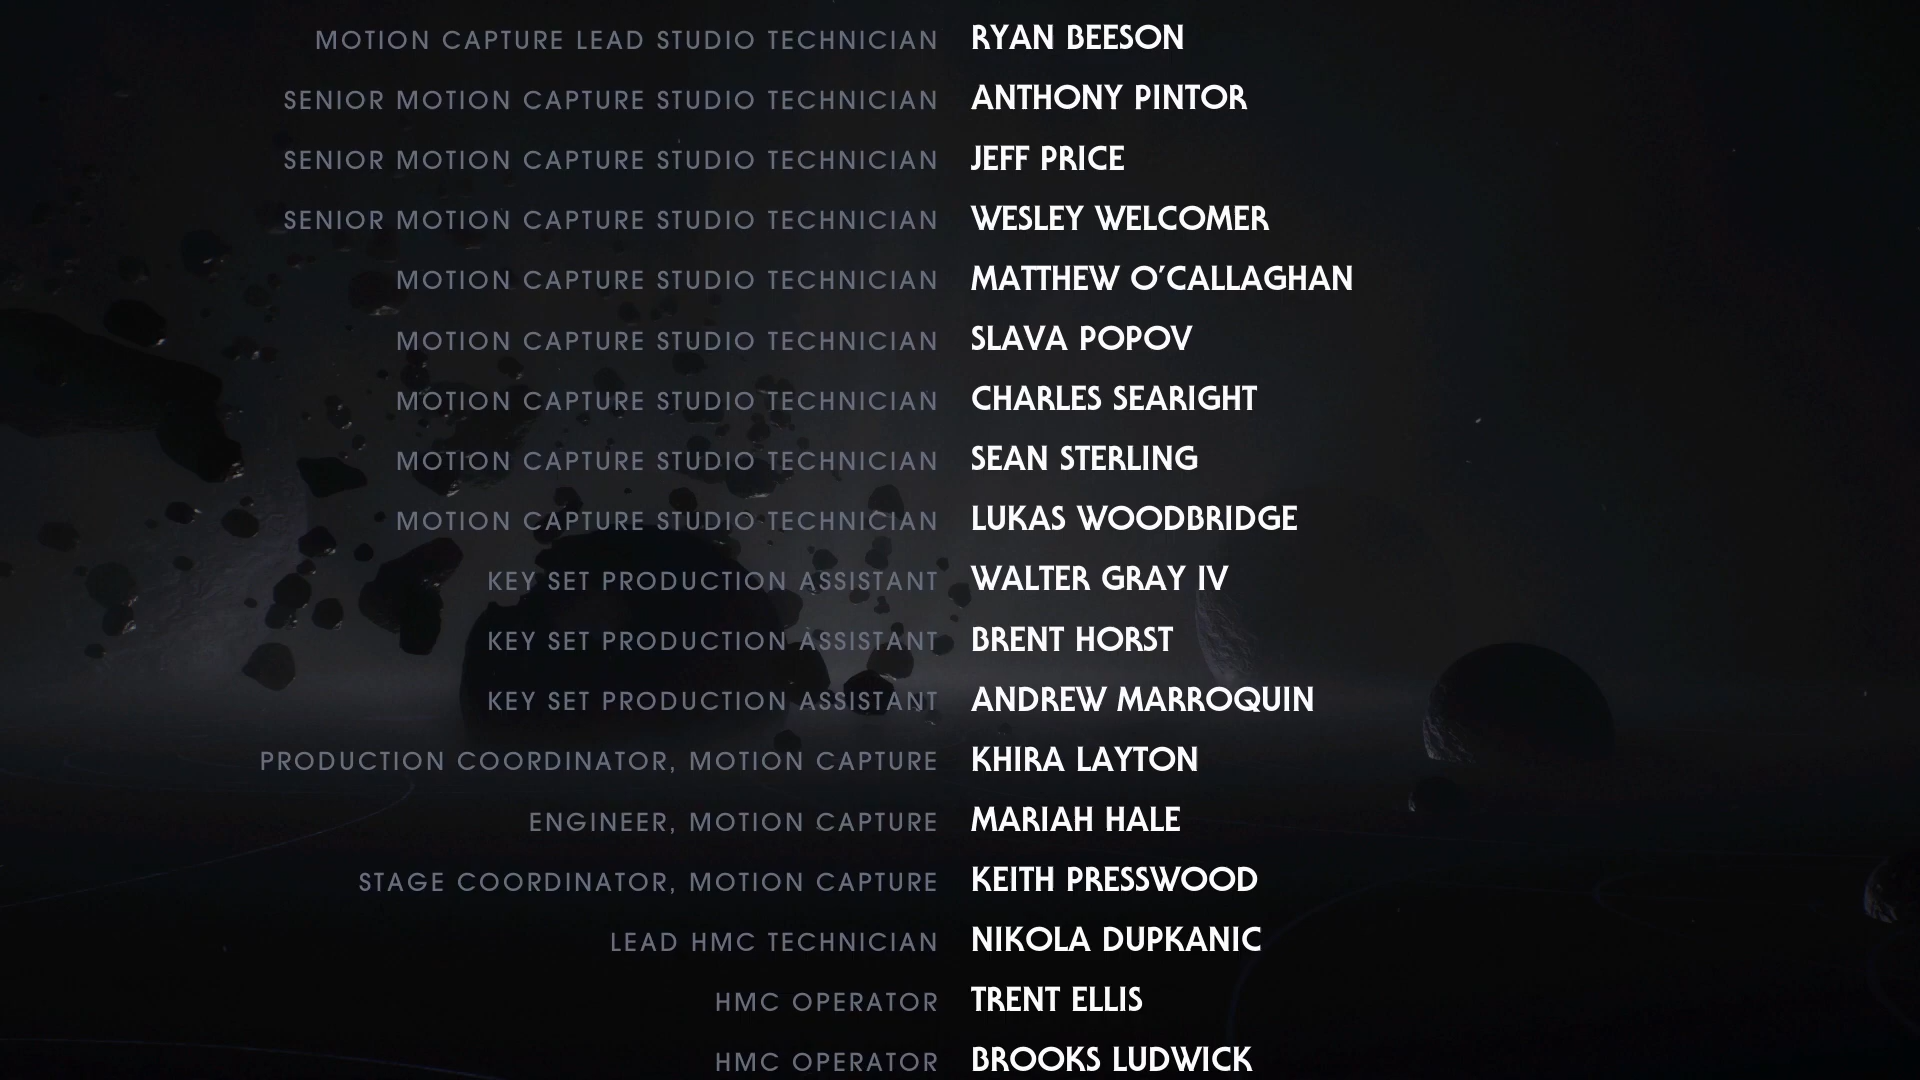 MOTION CAPTURE LEAD STUDIO TECHNICIAN RYAN BEESON
SENIOR MOTION CAPTURE STUDIO TECHNICIAN ANTHONY PINTOR
SENIOR MOTION CAPTURE STUDIO TECHNICIAN JEFF PRICE
SENIOR MOTION CAPTURE STUDIO TECHNICIAN WESLEY WELCOMER
MOTION CAPTURE STUDIO TECHNICIAN MATTHEW O'CALLAGHAN
MOTION CAPTURE STUDIO TECHNICIAN SLAVA POPOV
MOTION CAPTURE STUDIO TECHNICIAN CHARLES SEARIGHT
MOTION CAPTURE STUDIO TECHNICIAN SEAN STERLING
MOTION CAPTURE STUDIO TECHNICIAN LUKAS WOODBRIDGE
KEY SET PRODUCTION ASSISTANT WALTER GRAY IV
KEY SET PRODUCTION ASSISTANT BRENT HORST
KEY SET PRODUCTION ASSISTANT ANDREW MARROQUIN
PRODUCTION COORDINATOR, MOTION CAPTURE KHIRA LAYTON
ENGINEER, MOTION CAPTURE MARIAH HALE
STAGE COORDINATOR, MOTION CAPTURE KEITH PRESSWOOD
LEAD HMC TECHNICIAN NIKOLA DUPKANIC
HMC OPERATOR TRENT ELLIS
HMC OPERATOR BROOKS LUDWICK